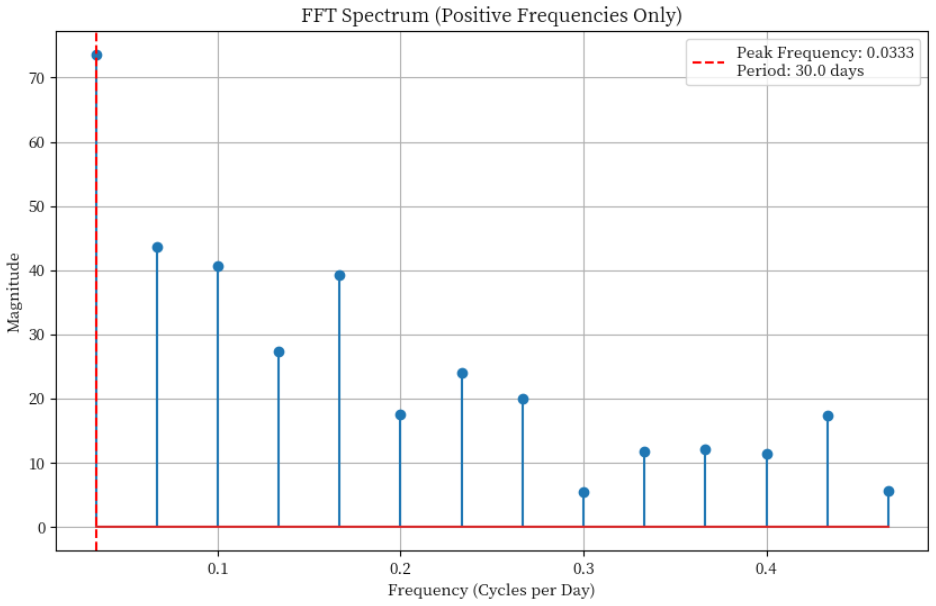 FFT Spectrum (Positive Frequencies Only)
Peak Frequency: 0.0333
Period: 30.0 days
70
60
50
40
30
20
10
0
Magnitude
0.1
0.2
0.3
0.4
Frequency (Cycles per Day)